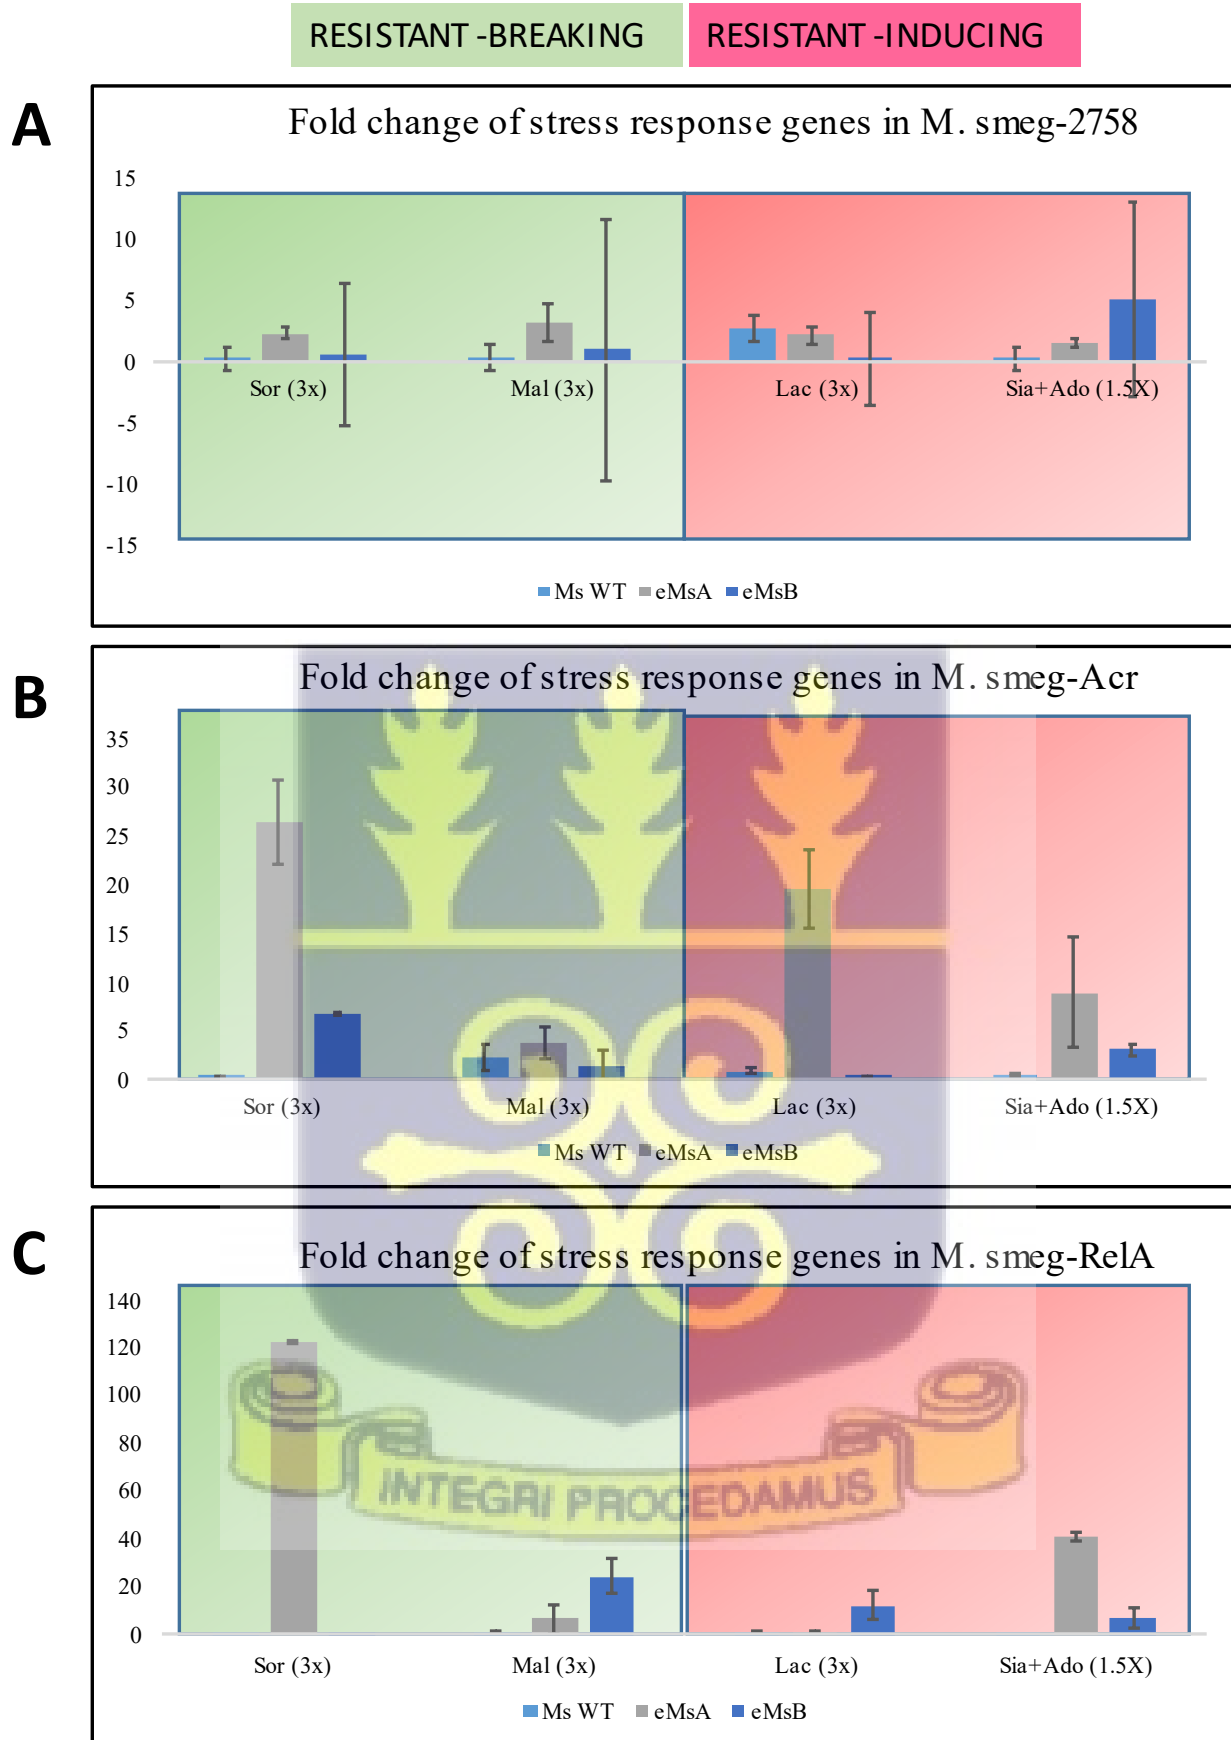 RESISTANT -BREAKING RESISTANT -INDUCING
A
Fold change of stress response genes in M. smeg-2758
15
10
5
0
-5
-10
-15
Sor (3x) Mal (3x) Lac (3x) Sia+Ado (1.5X)
Ms WT eMsA eMsB
B
Fold change of stress response genes in M. smeg-Acr
35
30
25
20
15
10
5
0
Sor (3x) Mal (3x) Lac (3x) Sia+Ado (1.5X)
Ms WT eMsA eMsB
C
Fold change of stress response genes in M. smeg-RelA
140
120
100
80
60
40
20
0
INTEGRI PROCEDAMUS
Sor (3x) Mal (3x) Lac (3x) Sia+Ado (1.5X)
Ms WT eMsA eMsB